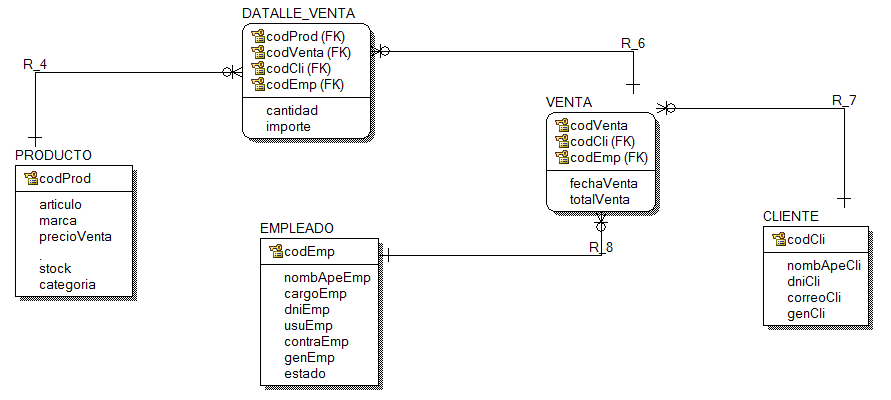 DATALLE_VENTA
codProd (FK)
codVenta (FK)
codCli (FK)
codEmp (FK)
cantidad
importe
R_4
R_6
R_7
R_8
PRODUCTO
codProd
articulo
marca
precioVenta
.
stock
categoria
VENTA
codVenta
codCli (FK)
codEmp (FK)
fechaVenta
totalVenta
EMPLEADO
codEmp
nombApeEmp
cargoEmp
dniEmp
usuEmp
contraEmp
genEmp
estado
CLIENTE
codCli
nombApeCli
dniCli
correoCli
genCli